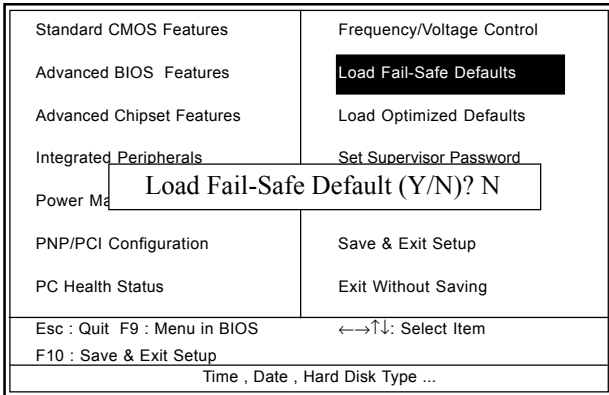 Standard CMOS Features
Advanced BIOS Features
Advanced Chipset Features
Integrated Peripherals
Power Ma
PNP/PCI Configuration
PC Health Status
Frequency/Voltage Control
Load Fail-Safe Defaults
Load Optimized Defaults
Set Supervisor Password
Save & Exit Setup
Exit Without Saving
Load Fail-Safe Default (Y/N)? N
Esc : Quit F9 : Menu in BIOS
←→↑↓: Select Item
F10 : Save & Exit Setup
Time , Date , Hard Disk Type ...